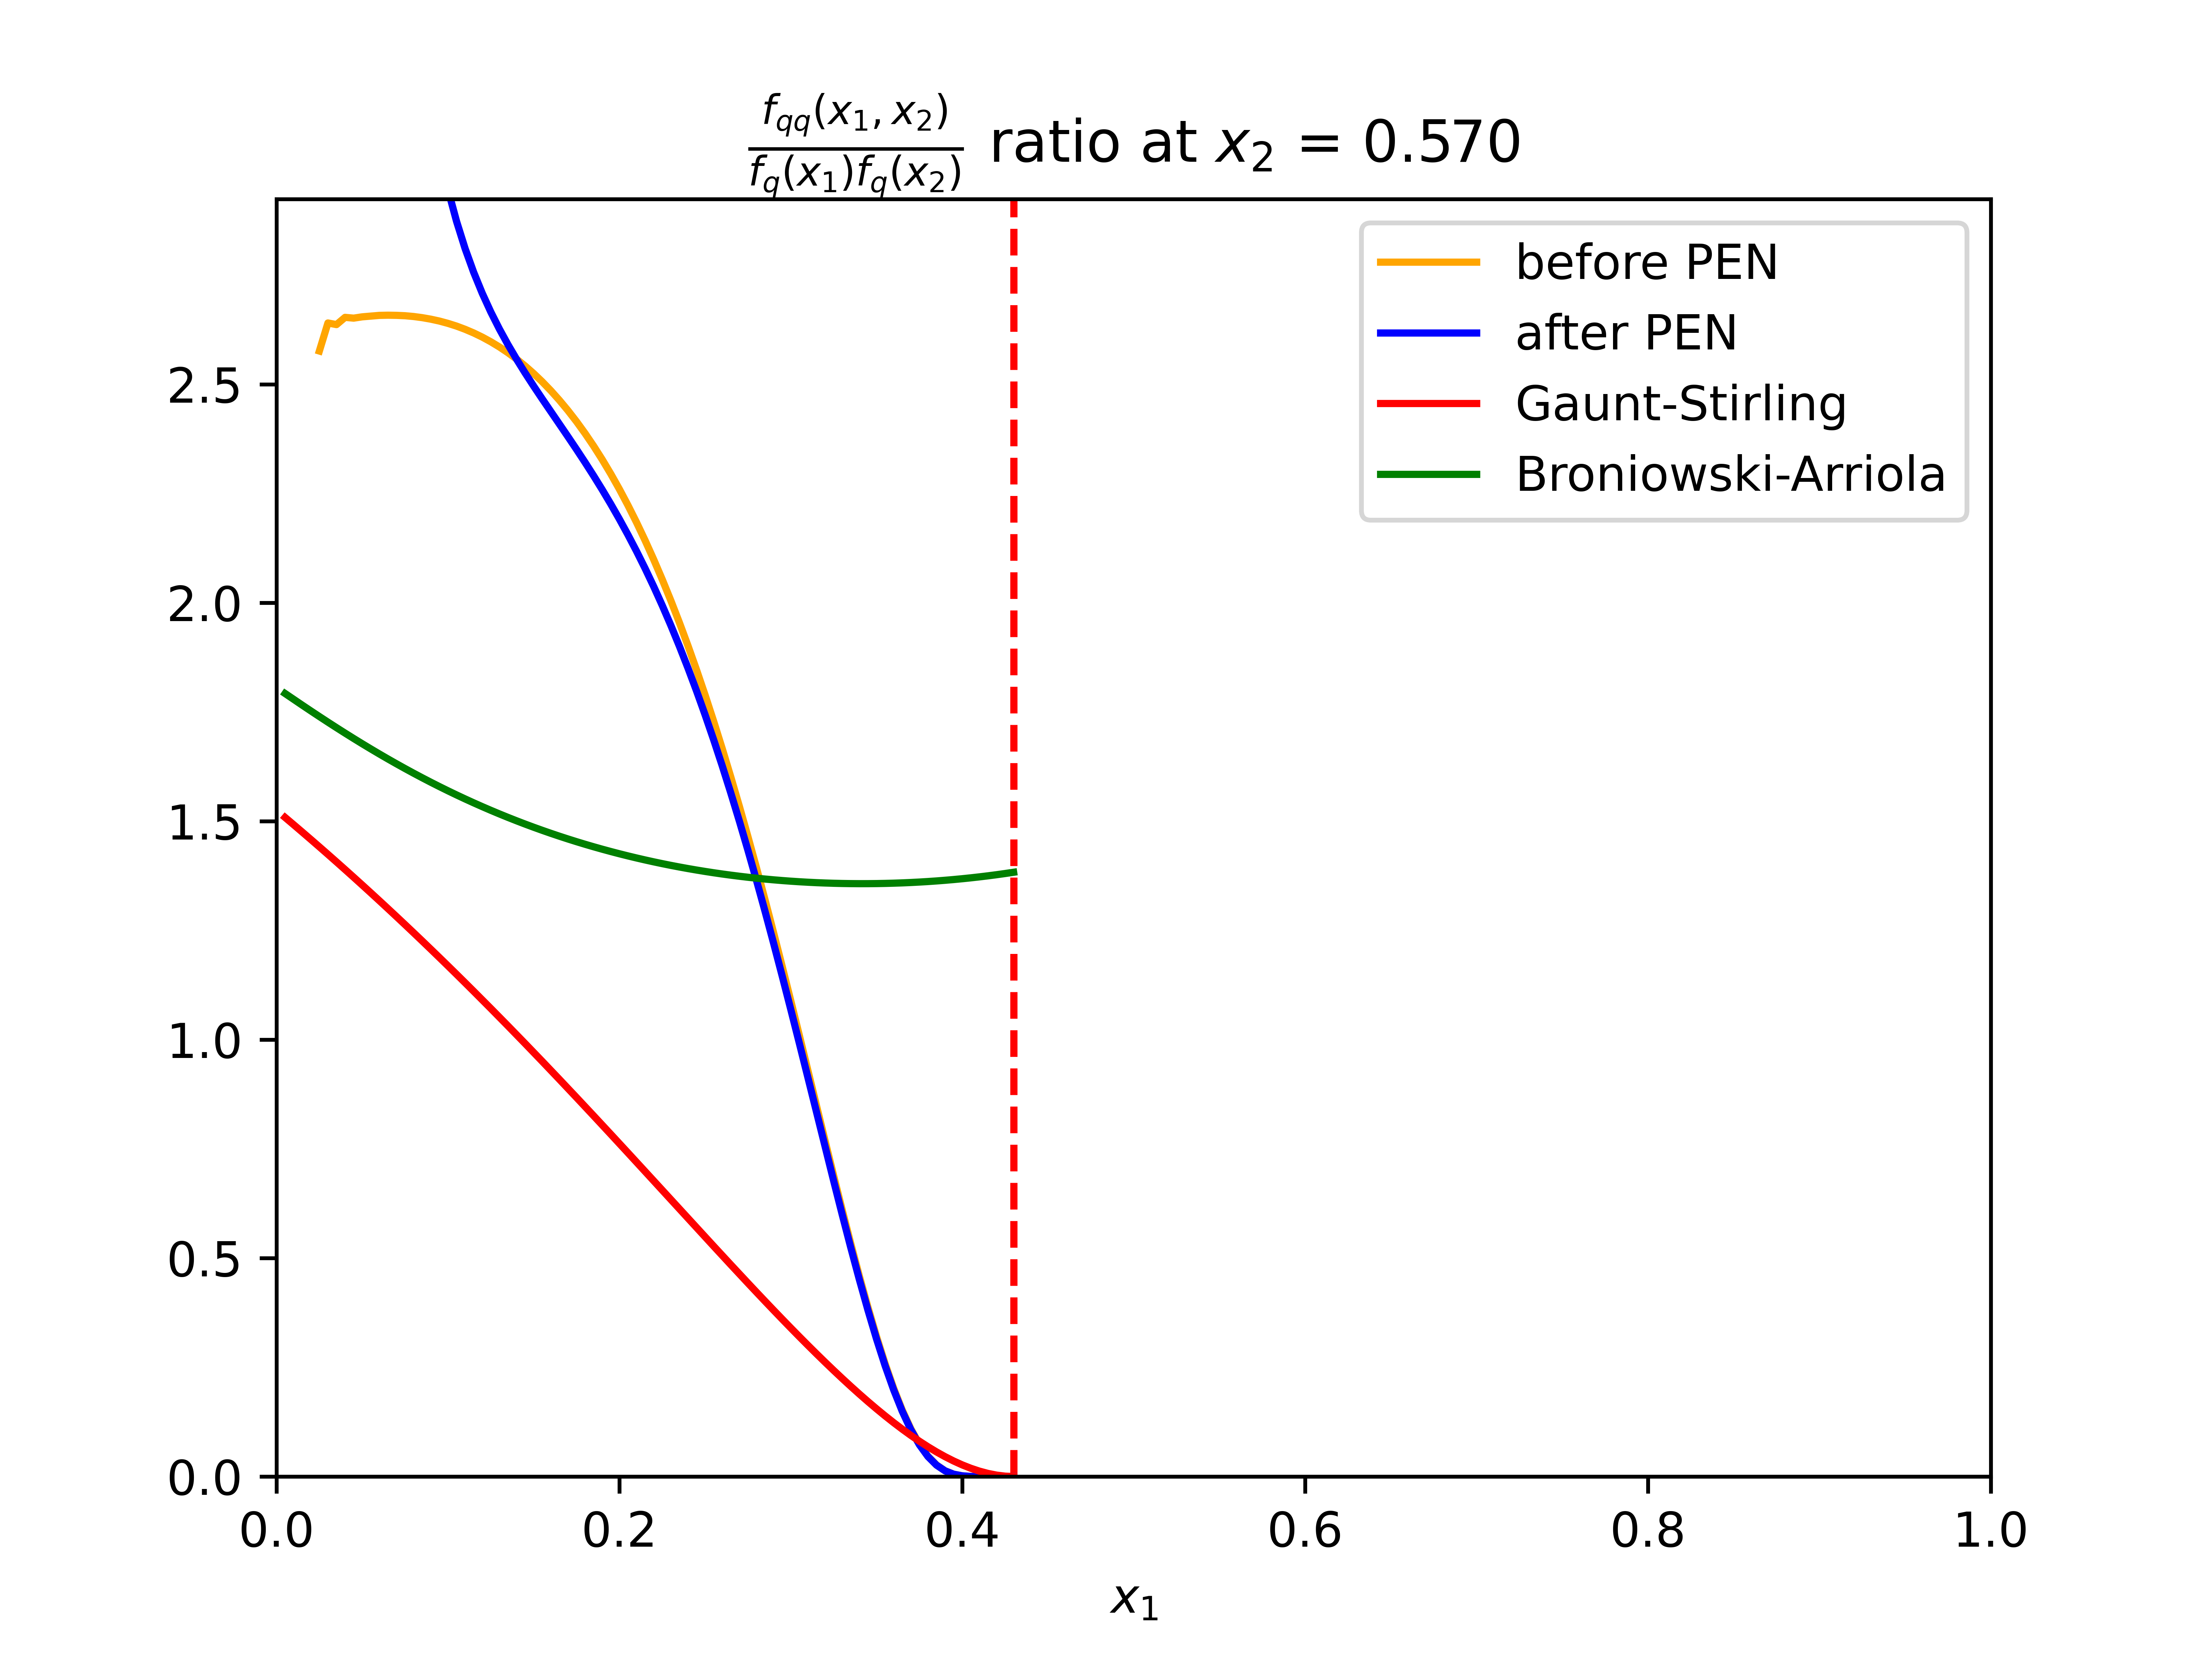 f_qq(x_1, x_2) / f_q(x_1)f_q(x_2) ratio at x_2 = 0.570
before PEN
after PEN
Gaunt-Stirling
Broniowski-Arriola
2.5
2.0
1.5
1.0
0.5
0.0
0.0 0.2 0.4 0.6 0.8 1.0
x_1